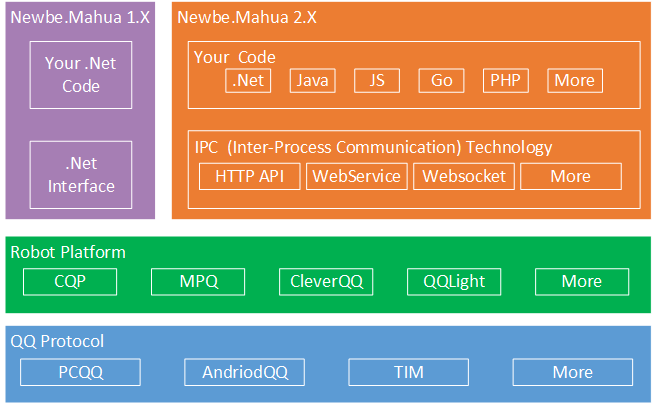 Newbe.Mahua 1.X
Your .Net
Code
.Net
Interface
Newbe.Mahua 2.X
Your Code
.Net Java JS Go PHP More
IPC (Inter-Process Communication) Technology
HTTP API WebService Websocket More
Robot Platform
CQP MPQ CleverQQ QQLight More
QQ Protocol
PCQQ AndriodQQ TIM More